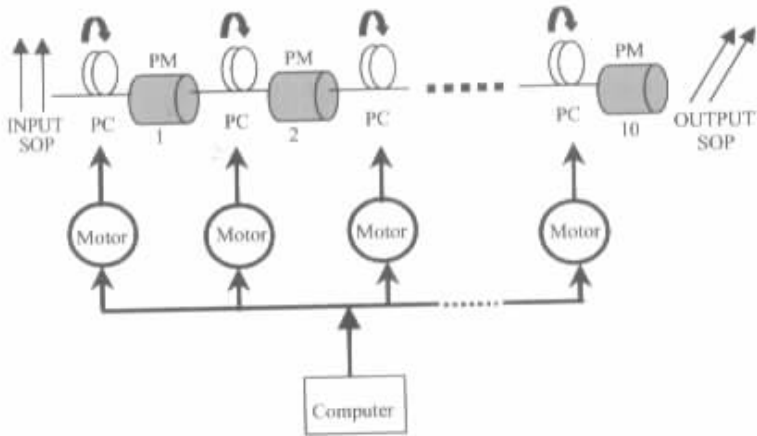 PM
PM
PM
INPUT
SOP
PC
1
PC
2
PC
PC
10
OUTPUT
SOP
Motor
Motor
Motor
Motor
Computer